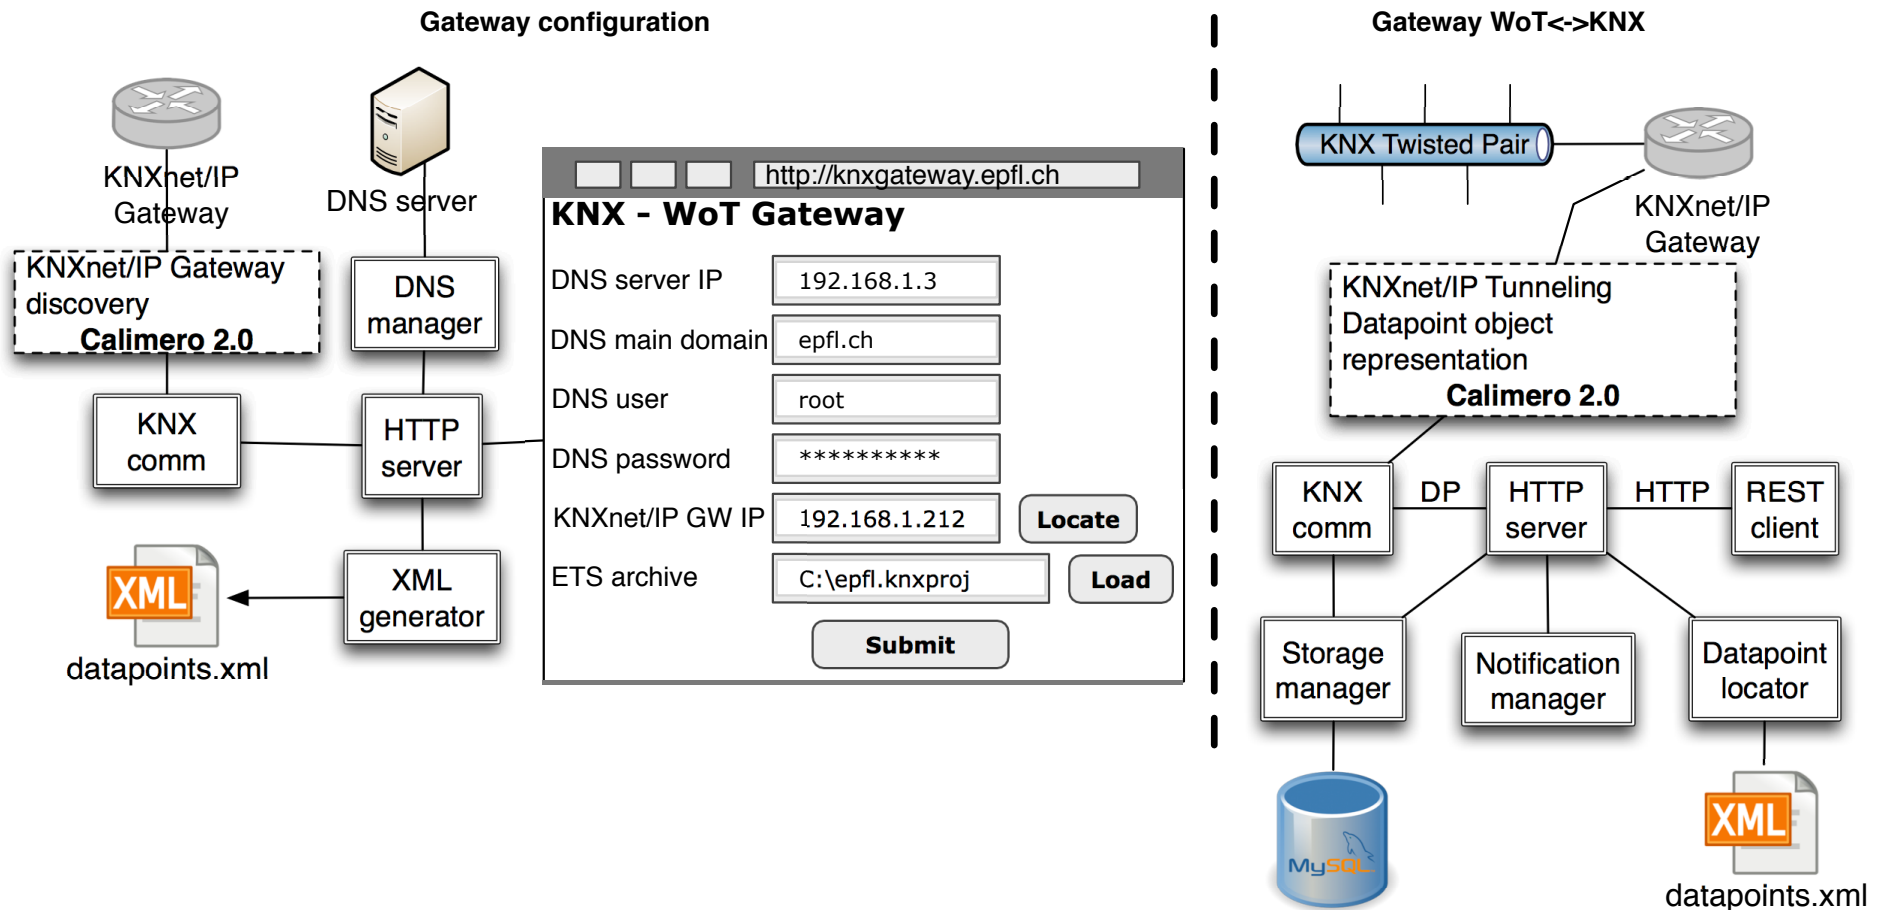 Gateway configuration
KNXnet/IP
Gateway
DNS server
KNXnet/IP Gateway
discovery
Calimero 2.0
DNS
manager
KNX
comm
HTTP
server
XML
generator
XML
datapoints.xml
http://knxgateway.epfl.ch
KNX - WoT Gateway
DNS server IP 192.168.1.3
DNS main domain epfl.ch
DNS user root
DNS password **********
KNXnet/IP GW IP 192.168.1.212 Locate
ETS archive C:\epfl.knxproj Load
Submit
Gateway WoT<->KNX
KNX Twisted Pair
KNXnet/IP
Gateway
KNXnet/IP Tunneling
Datapoint object
representation
Calimero 2.0
KNX
comm
DP
HTTP
server
HTTP
REST
client
Storage
manager
Notification
manager
Datapoint
locator
MySQL
XML
datapoints.xml